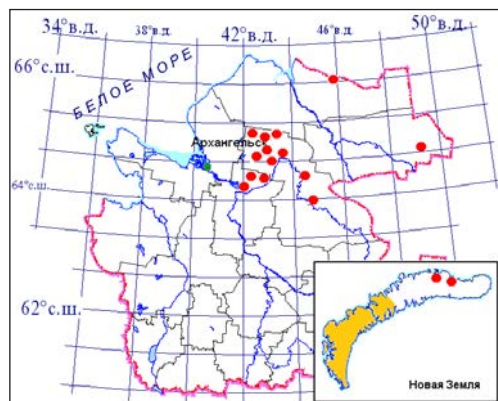 34°в.д.
38°в.д.
42°в.д.
46°в.д.
50°в.д.
66°с.ш.
БЕЛОЕ МОРЕ
Архангельск
64°с.ш.
62°с.ш.
Новая Земля